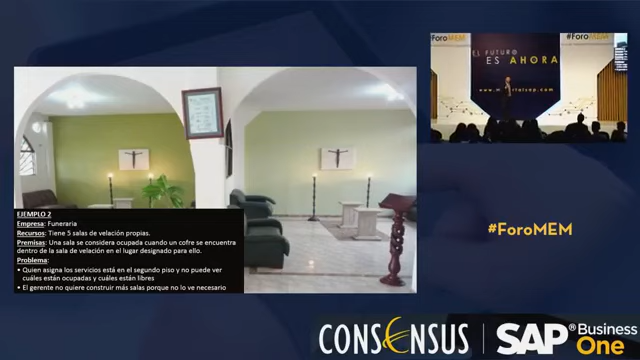 #ForoMEM
#ForoMEM
EL FUTURO
ES AHORA
EJEMPLO 2
Empresa: Funeraria
Recursos: Tiene 5 salas de velación propias.
Premisas: Una sala se considera ocupada cuando un cofre se encuentra
dentro de la sala de velación en el lugar designado para ello.
Problema:
• Quien asigna los servicios está en el segundo piso y no puede ver
cuáles están ocupadas y cuáles están libres
• El gerente no quiere construir más salas porque no lo ve necesario
#ForoMEM
CONSENSUS | SAP® Business
One